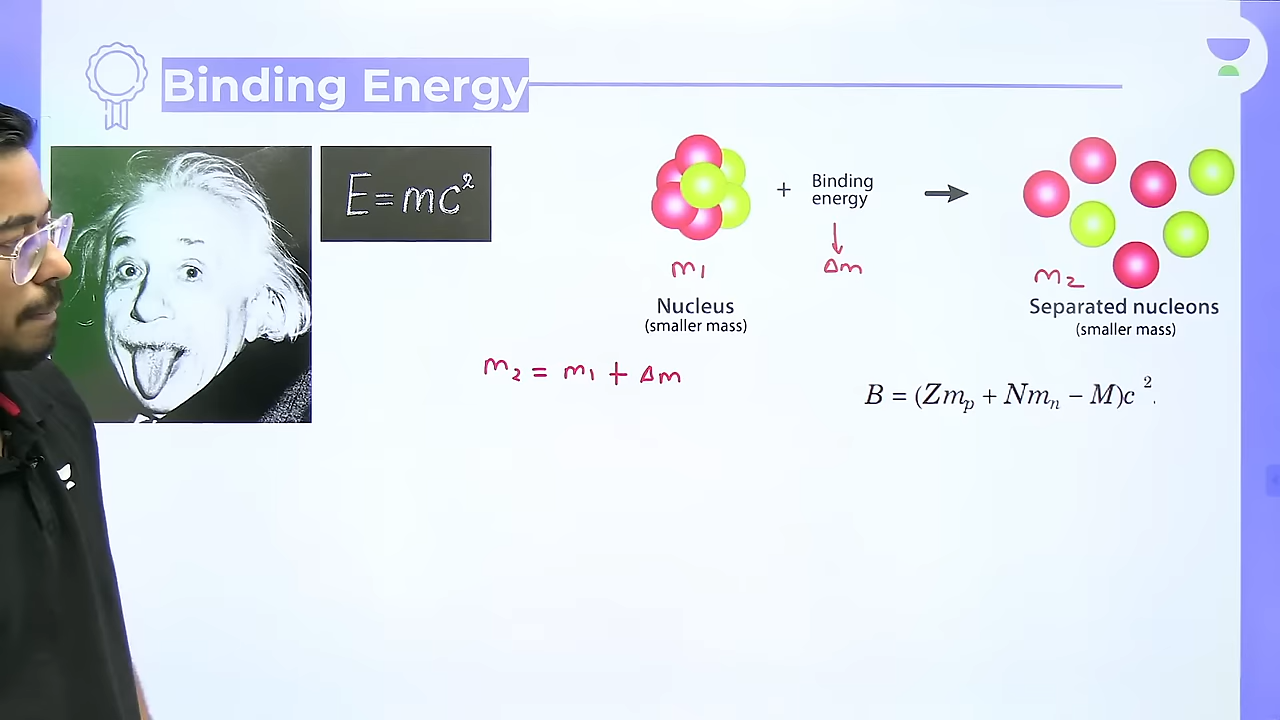 Binding Energy
E=mc²
+ Binding energy →
↓
Δm
m₁
m₂
Nucleus
(smaller mass)
Separated nucleons
(smaller mass)
m₂ = m₁ + Δm
B = (Zmₚ + Nmₙ − M)c².